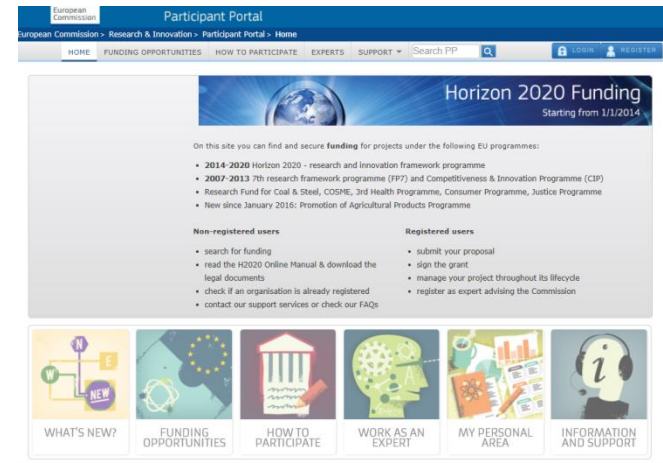 European
Commission
Participant Portal
European Commission > Research & Innovation > Participant Portal > Home
HOME FUNDING OPPORTUNITIES HOW TO PARTICIPATE EXPERTS SUPPORT Search PP LOGIN REGISTER
Horizon 2020 Funding
Starting from 1/1/2014
On this site you can find and secure funding for projects under the following EU programmes:
• 2014-2020 Horizon 2020 - research and innovation framework programme
• 2007-2013 7th research framework programme (FP7) and Competitiveness & Innovation Programme (CIP)
• Research Fund for Coal & Steel, COSME, 3rd Health Programme, Consumer Programme, Justice Programme
• New since January 2016: Promotion of Agricultural Products Programme
Non-registered users
• search for funding
• read the H2020 Online Manual & download the
legal documents
• check if an organisation is already registered
• contact our support services or check our FAQs
Registered users
• submit your proposal
• sign the grant
• manage your project throughout its lifecycle
• register as expert advising the Commission
N
E
W
NEW
i
WHAT'S NEW?
FUNDING
OPPORTUNITIES
HOW TO
PARTICIPATE
WORK AS AN
EXPERT
MY PERSONAL
AREA
INFORMATION
AND SUPPORT